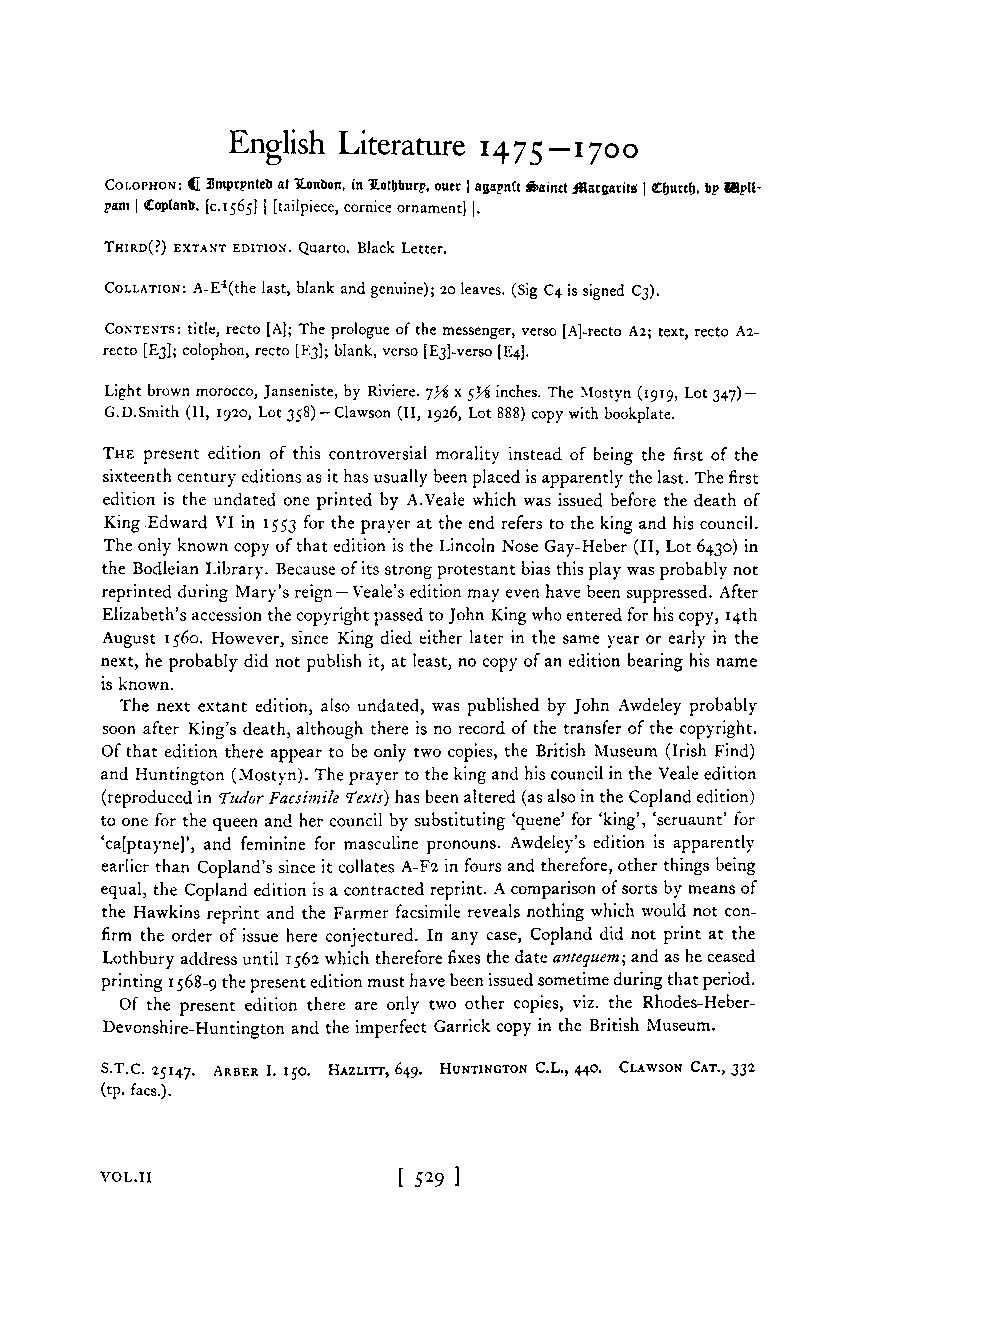 English Literature 1475—1700
COLOPHON: ¶ Imprynted at London, in Lothbury, ouer | agaynst Sainct Margarits | Church, by Wyll-
yam | Copland. [c.1565] | [tailpiece, cornice ornament] |.
THIRD(?) EXTANT EDITION. Quarto. Black Letter.
COLLATION: A-E⁴(the last, blank and genuine); 20 leaves. (Sig C4 is signed C3).
CONTENTS: title, recto [A]; The prologue of the messenger, verso [A]-recto A2; text, recto A2-
recto [E3]; colophon, recto [E3]; blank, verso [E3]-verso [E4].
Light brown morocco, Janseniste, by Riviere. 7⅛ x 5⅛ inches. The Mostyn (1919, Lot 347)—
G.D.Smith (II, 1920, Lot 358)—Clawson (II, 1926, Lot 888) copy with bookplate.
THE present edition of this controversial morality instead of being the first of the
sixteenth century editions as it has usually been placed is apparently the last. The first
edition is the undated one printed by A.Veale which was issued before the death of
King Edward VI in 1553 for the prayer at the end refers to the king and his council.
The only known copy of that edition is the Lincoln Nose Gay-Heber (II, Lot 6430) in
the Bodleian Library. Because of its strong protestant bias this play was probably not
reprinted during Mary's reign—Veale's edition may even have been suppressed. After
Elizabeth's accession the copyright passed to John King who entered for his copy, 14th
August 1560. However, since King died either later in the same year or early in the
next, he probably did not publish it, at least, no copy of an edition bearing his name
is known.
The next extant edition, also undated, was published by John Awdeley probably
soon after King's death, although there is no record of the transfer of the copyright.
Of that edition there appear to be only two copies, the British Museum (Irish Find)
and Huntington (Mostyn). The prayer to the king and his council in the Veale edition
(reproduced in Tudor Facsimile Texts) has been altered (as also in the Copland edition)
to one for the queen and her council by substituting 'quene' for 'king', 'seruaunt' for
'ca[ptayne]', and feminine for masculine pronouns. Awdeley's edition is apparently
earlier than Copland's since it collates A-F2 in fours and therefore, other things being
equal, the Copland edition is a contracted reprint. A comparison of sorts by means of
the Hawkins reprint and the Farmer facsimile reveals nothing which would not con-
firm the order of issue here conjectured. In any case, Copland did not print at the
Lothbury address until 1562 which therefore fixes the date antequem; and as he ceased
printing 1568-9 the present edition must have been issued sometime during that period.
Of the present edition there are only two other copies, viz. the Rhodes-Heber-
Devonshire-Huntington and the imperfect Garrick copy in the British Museum.
S.T.C. 25147. ARBER I. 150. HAZLITT, 649. HUNTINGTON C.L., 440. CLAWSON CAT., 332
(tp. facs.).
VOL.II [ 529 ]